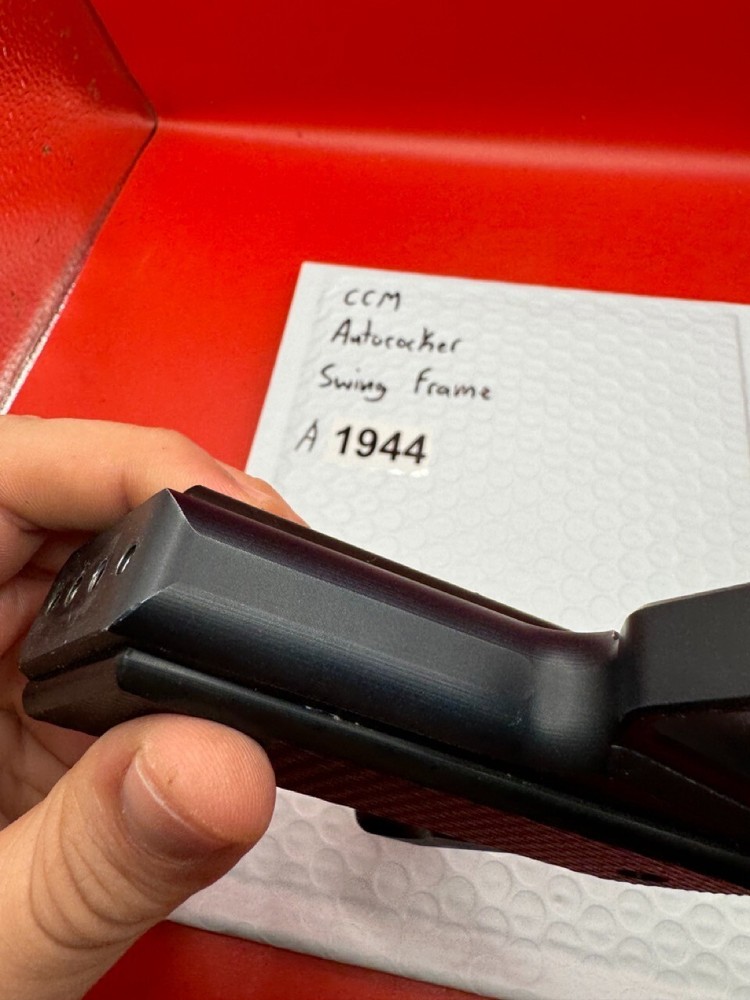 CCM
Autococker
Swing Frame
A 1944